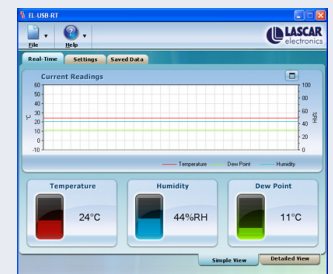 EL-USB-RT
File
Help
LASCAR
electronics
Real-Time Settings Saved Data
Current Readings
60 100
50
40 80
30 60
20 40
10
0 20
-10 0
°C
%RH
Temperature Dew Point Humidity
Temperature Humidity Dew Point
24°C 44%RH 11°C
Simple View Detailed View